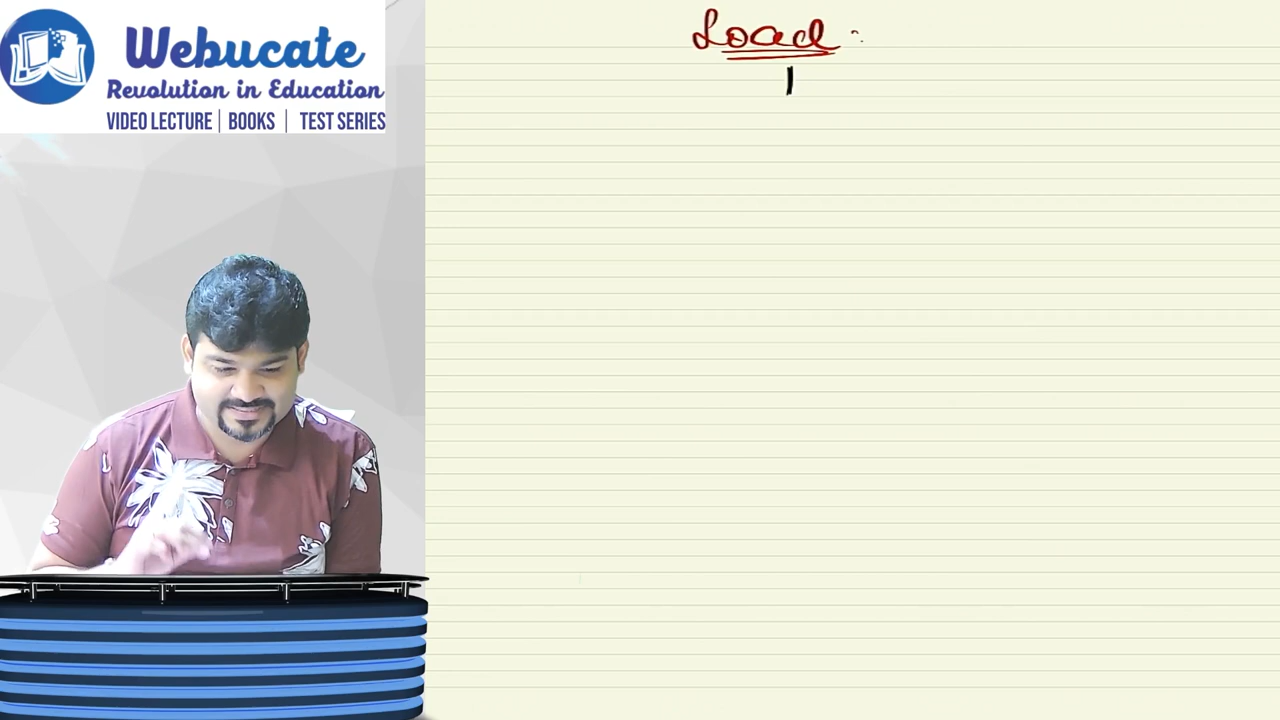 Webucate
Revolution in Education
VIDEO LECTURE | BOOKS | TEST SERIES
Load :